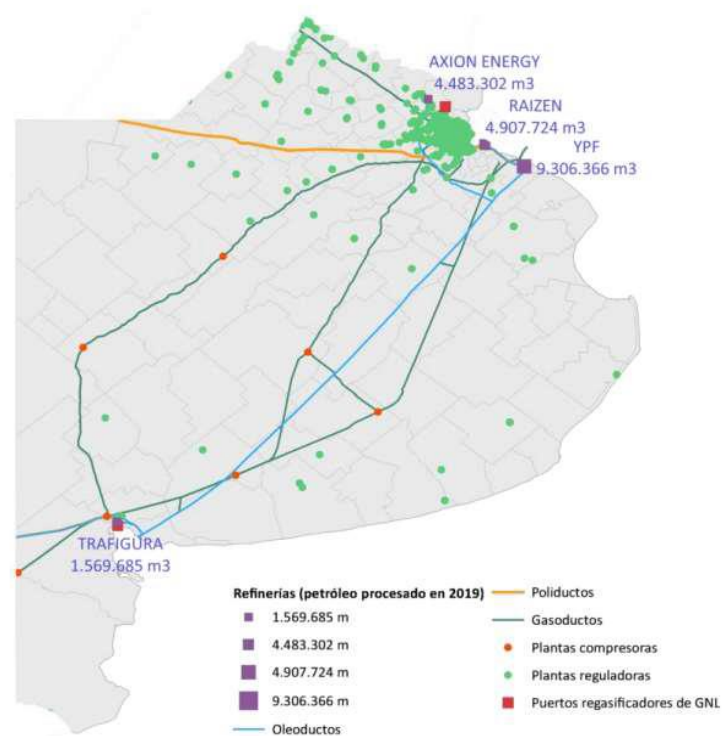 AXION ENERGY
4.483.302 m3
RAIZEN
4.907.724 m3
YPF
9.306.366 m3
TRAFIGURA
1.569.685 m3
Refinerías (petróleo procesado en 2019)
1.569.685 m
4.483.302 m
4.907.724 m
9.306.366 m
Oleoductos
Poliductos
Gasoductos
Plantas compresoras
Plantas reguladoras
Puertos regasificadores de GNL